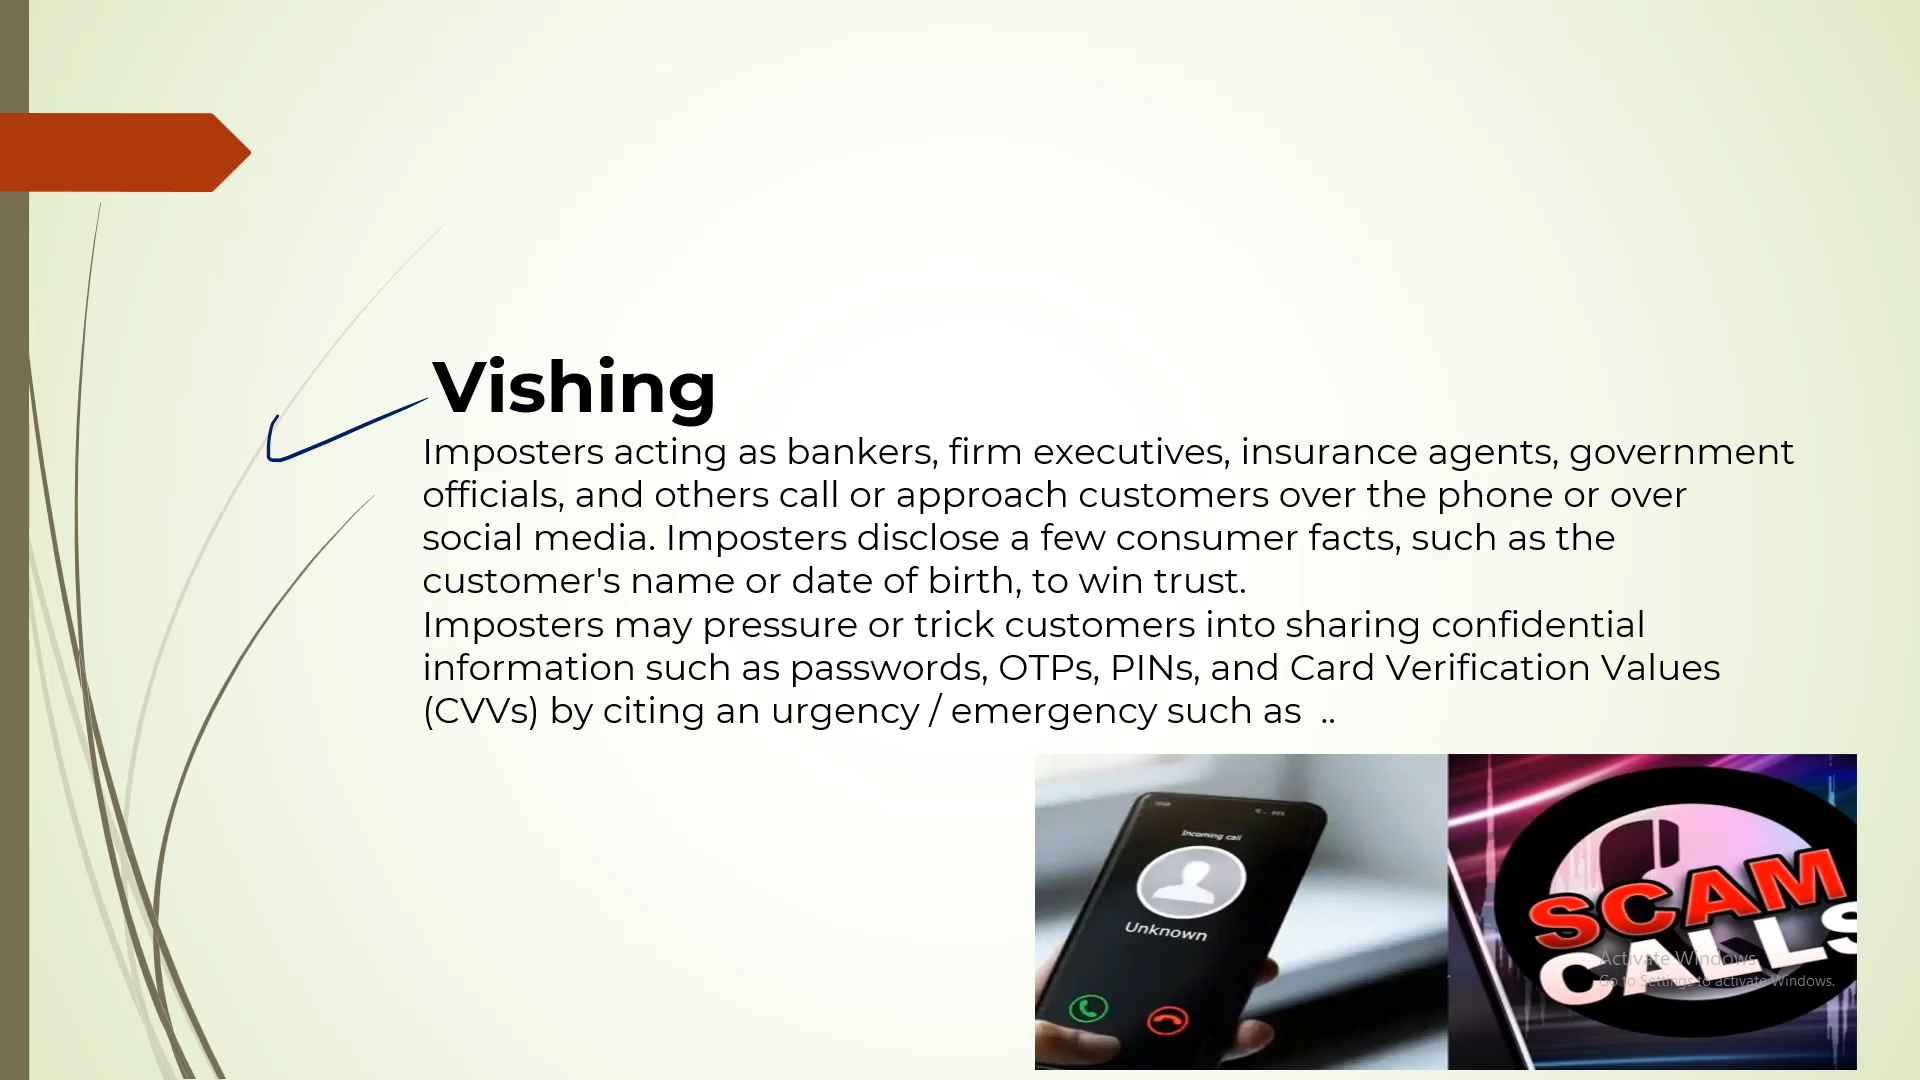 Vishing
Imposters acting as bankers, firm executives, insurance agents, government
officials, and others call or approach customers over the phone or over
social media. Imposters disclose a few consumer facts, such as the
customer's name or date of birth, to win trust.
Imposters may pressure or trick customers into sharing confidential
information such as passwords, OTPs, PINs, and Card Verification Values
(CVVs) by citing an urgency / emergency such as  ..
Incoming call
Unknown
SCAM
CALLS
Activate Windows
Go to Settings to activate Windows.